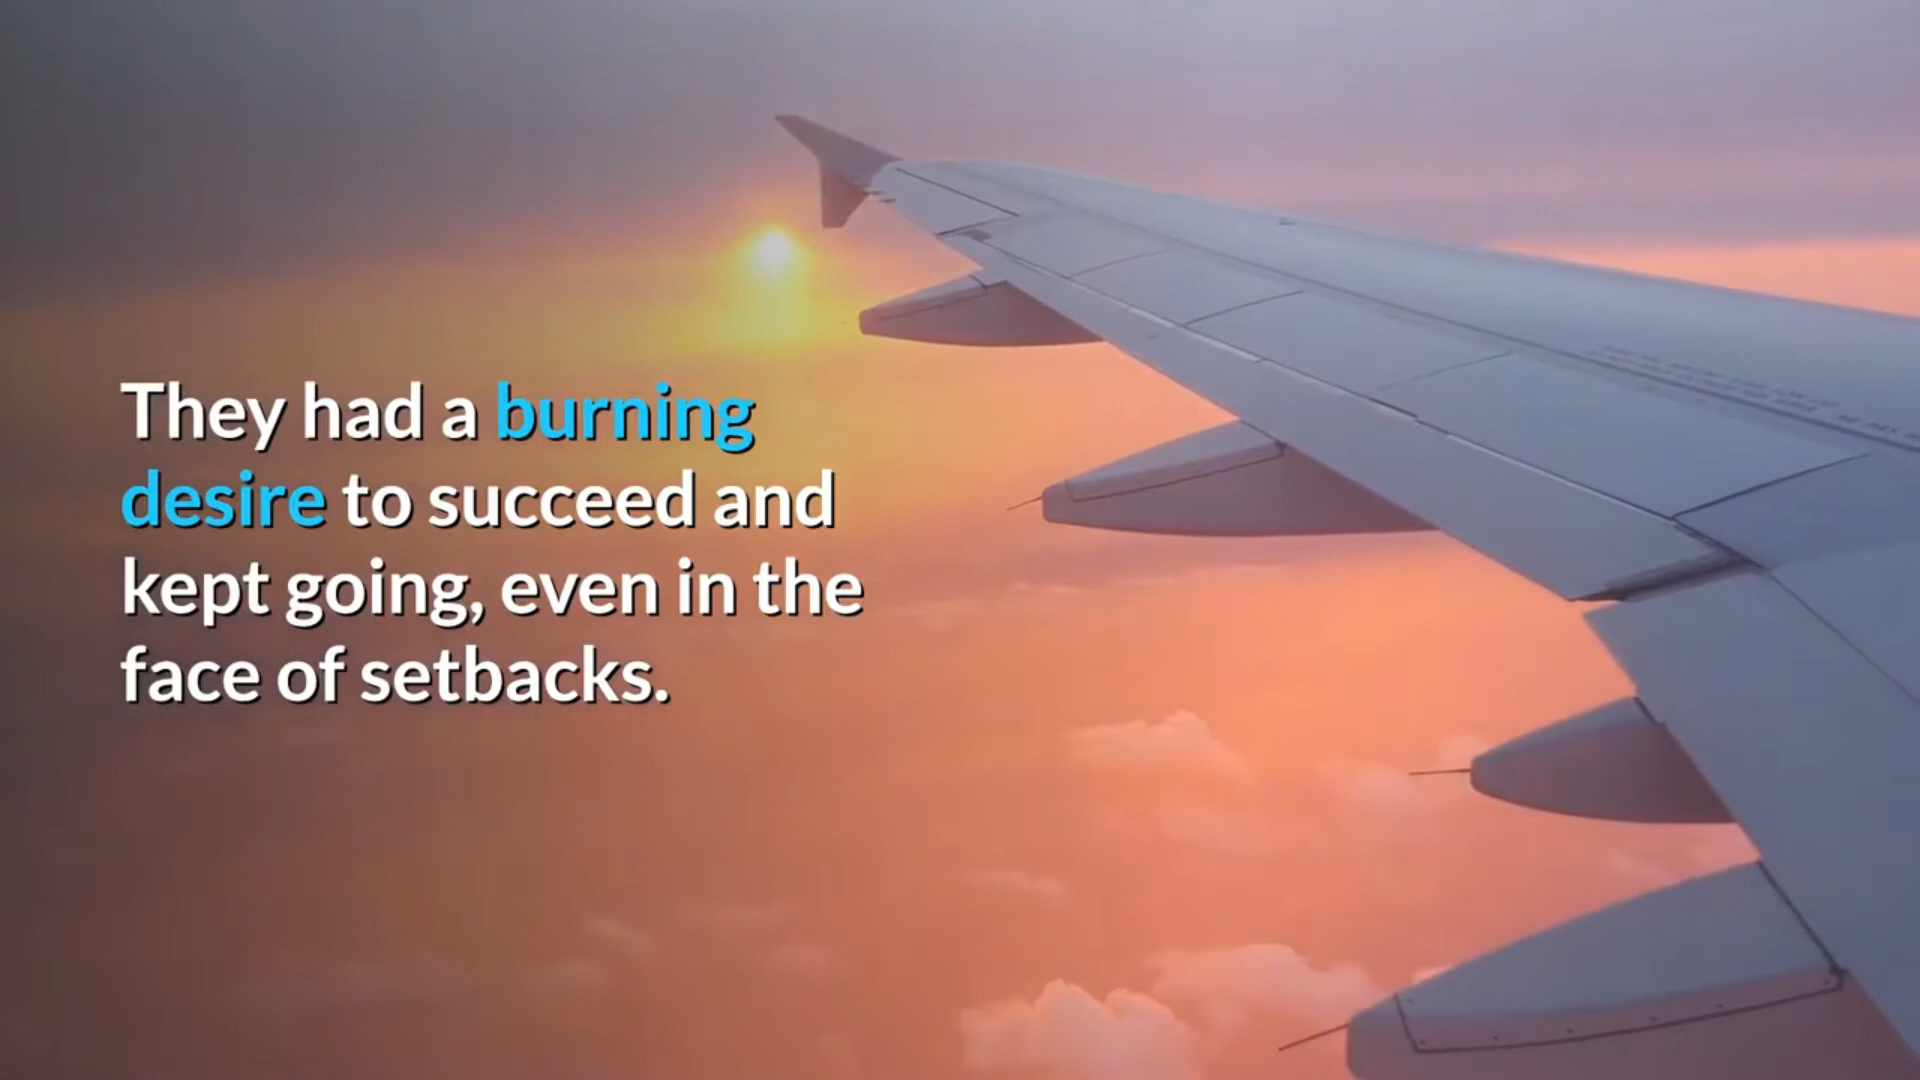 They had a burning
desire to succeed and
kept going, even in the
face of setbacks.